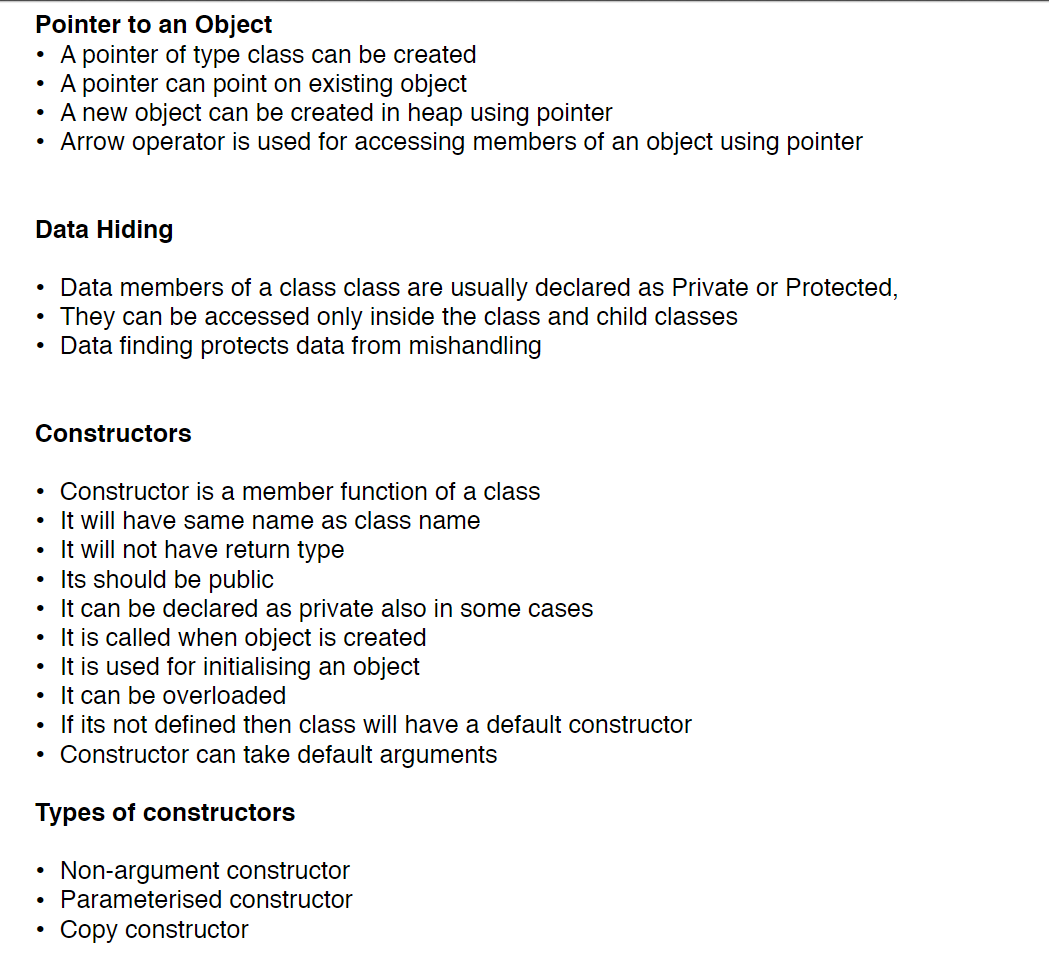 Pointer to an Object
• A pointer of type class can be created
• A pointer can point on existing object
• A new object can be created in heap using pointer
• Arrow operator is used for accessing members of an object using pointer
Data Hiding
• Data members of a class class are usually declared as Private or Protected,
• They can be accessed only inside the class and child classes
• Data finding protects data from mishandling
Constructors
• Constructor is a member function of a class
• It will have same name as class name
• It will not have return type
• Its should be public
• It can be declared as private also in some cases
• It is called when object is created
• It is used for initialising an object
• It can be overloaded
• If its not defined then class will have a default constructor
• Constructor can take default arguments
Types of constructors
• Non-argument constructor
• Parameterised constructor
• Copy constructor